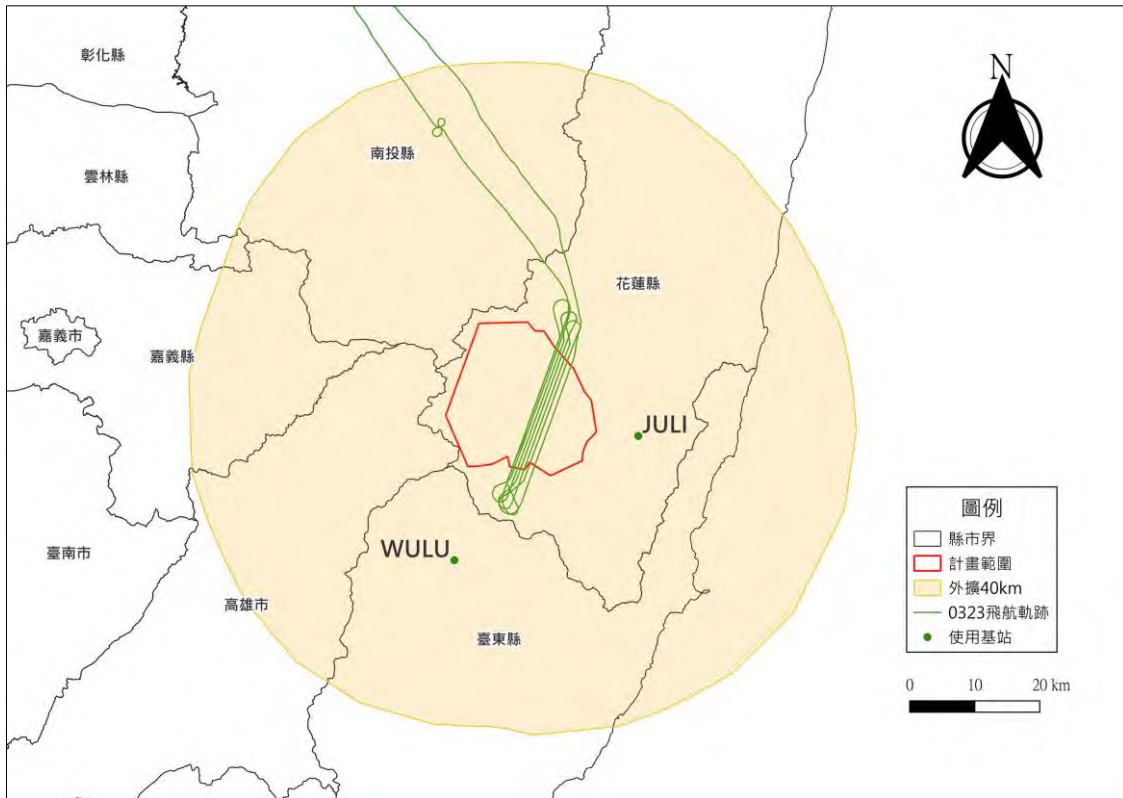 彰化縣
N
南投縣
雲林縣
花蓮縣
嘉義市
嘉義縣
JULI
圖例
縣市界
計畫範圍
外擴40km
0323飛航軌跡
使用基站
臺南市
WULU
高雄市
臺東縣
0 10 20 km